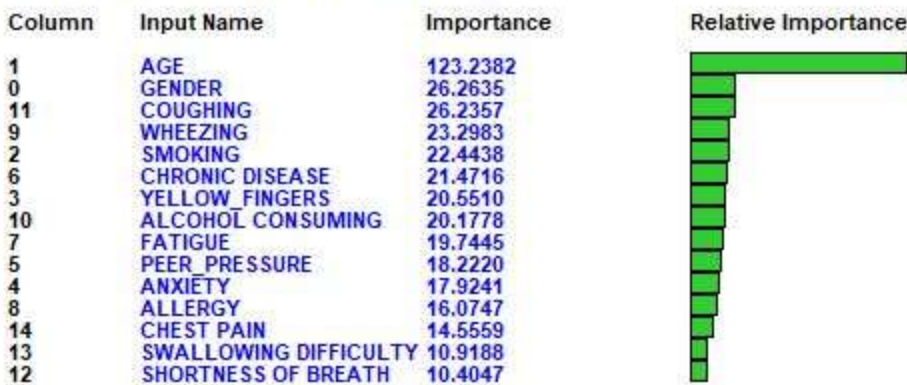 Column Input Name Importance Relative Importance
1 AGE 123.2382
0 GENDER 26.2635
11 COUGHING 26.2357
9 WHEEZING 23.2983
2 SMOKING 22.4438
6 CHRONIC DISEASE 21.4716
3 YELLOW_FINGERS 20.5510
10 ALCOHOL CONSUMING 20.1778
7 FATIGUE 19.7445
5 PEER_PRESSURE 18.2220
4 ANXIETY 17.9241
8 ALLERGY 16.0747
14 CHEST PAIN 14.5559
13 SWALLOWING DIFFICULTY 10.9188
12 SHORTNESS OF BREATH 10.4047